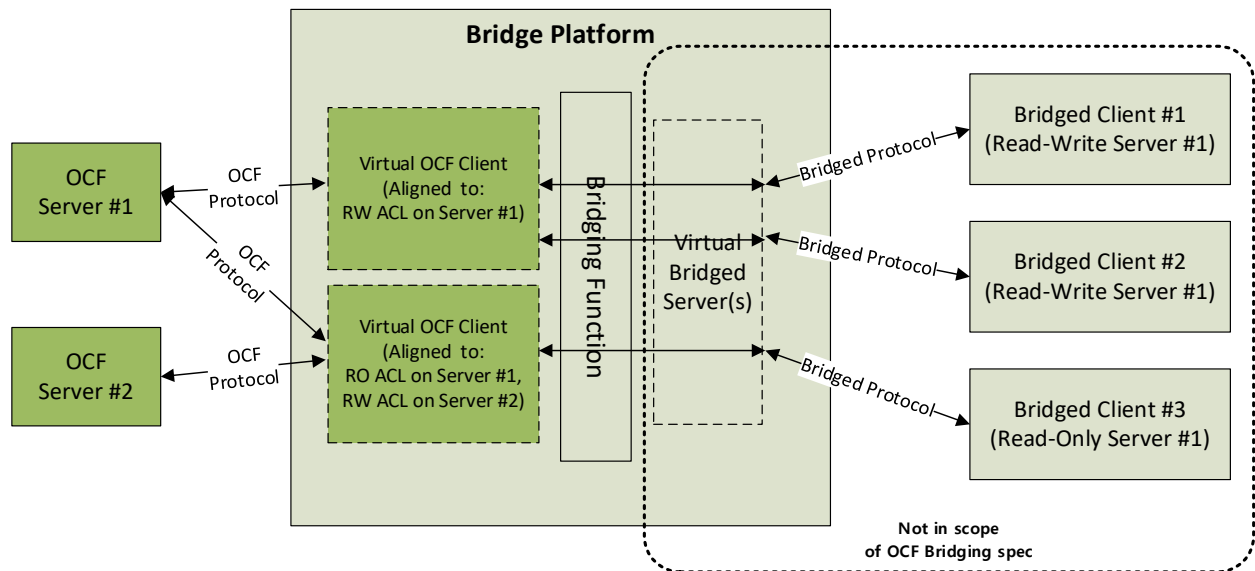 Bridge Platform
OCF
Server #1
OCF
Server #2
OCF
Protocol
OCF
Protocol
OCF
Protocol
Virtual OCF Client
(Aligned to:
RW ACL on Server #1)
Virtual OCF Client
(Aligned to:
RO ACL on Server #1,
RW ACL on Server #2)
Bridging Function
Virtual
Bridged
Server(s)
Bridged Protocol
Bridged Protocol
Bridged Protocol
Bridged Client #1
(Read-Write Server #1)
Bridged Client #2
(Read-Write Server #1)
Bridged Client #3
(Read-Only Server #1)
Not in scope
of OCF Bridging spec